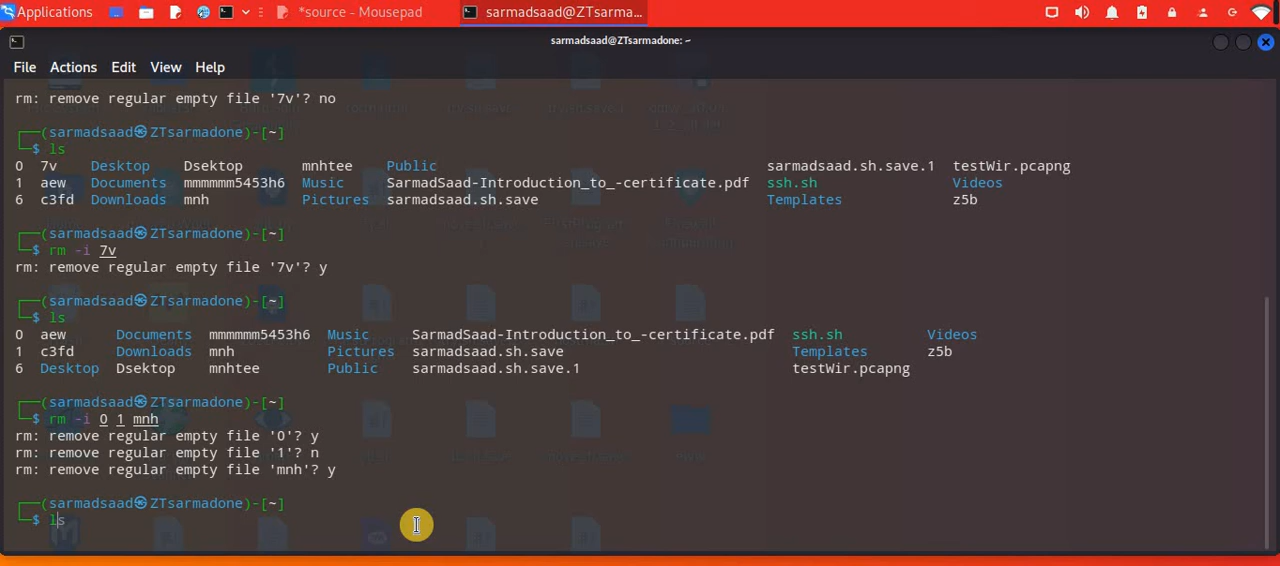 Applications *source - Mousepad sarmadsaad@ZTsarma...
sarmadsaad@ZTsarmadone: ~
File Actions Edit View Help
rm: remove regular empty file '7v'? no
┌──(sarmadsaad㉿ZTsarmadone)-[~]
└─$ ls
0 7v Desktop Dsektop mnhtee Public sarmadsaad.sh.save.1 testWir.pcapng
1 aew Documents mmmmmm5453h6 Music SarmadSaad-Introduction_to_-certificate.pdf ssh.sh Videos
6 c3fd Downloads mnh Pictures sarmadsaad.sh.save Templates z5b
┌──(sarmadsaad㉿ZTsarmadone)-[~]
└─$ rm -i 7v
rm: remove regular empty file '7v'? y
┌──(sarmadsaad㉿ZTsarmadone)-[~]
└─$ ls
0 aew Documents mmmmmm5453h6 Music SarmadSaad-Introduction_to_-certificate.pdf ssh.sh Videos
1 c3fd Downloads mnh Pictures sarmadsaad.sh.save Templates z5b
6 Desktop Dsektop mnhtee Public sarmadsaad.sh.save.1 testWir.pcapng
┌──(sarmadsaad㉿ZTsarmadone)-[~]
└─$ rm -i 0 1 mnh
rm: remove regular empty file '0'? y
rm: remove regular empty file '1'? n
rm: remove regular empty file 'mnh'? y
┌──(sarmadsaad㉿ZTsarmadone)-[~]
└─$ ls